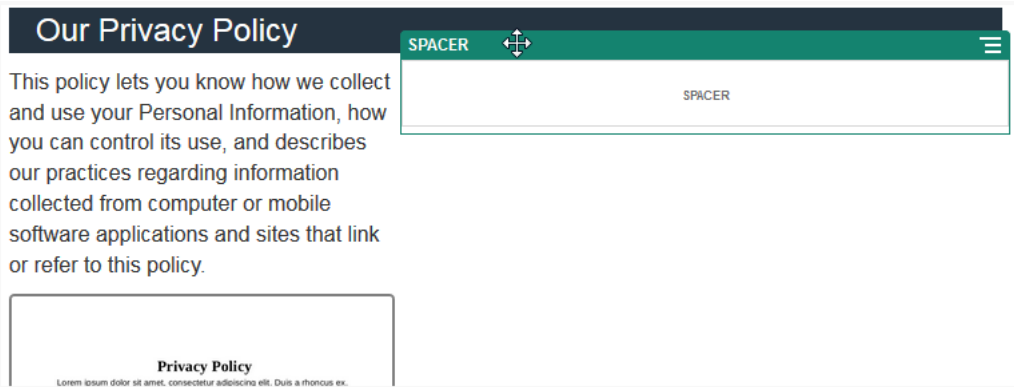 Our Privacy Policy
SPACER
SPACER
This policy lets you know how we collect
and use your Personal Information, how
you can control its use, and describes
our practices regarding information
collected from computer or mobile
software applications and sites that link
or refer to this policy.
Privacy Policy
Lorem ipsum dolor sit amet, consectetur adipiscing elit. Duis a rhoncus ex.